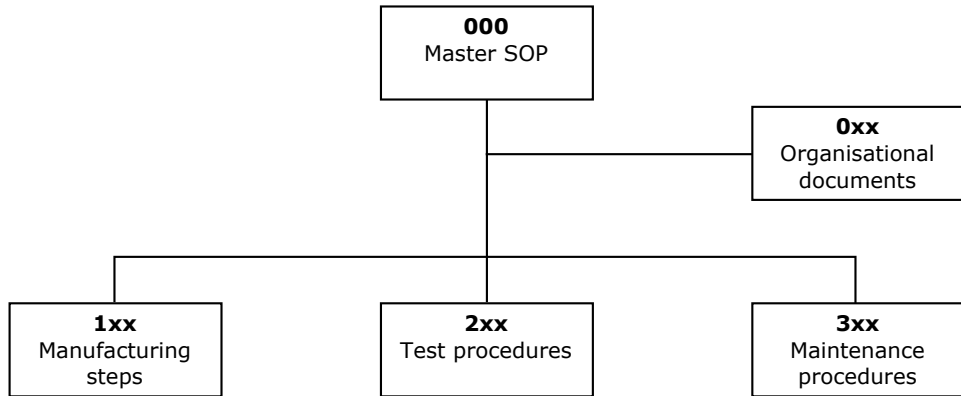 000
Master SOP
0xx
Organisational
documents
1xx
Manufacturing
steps
2xx
Test procedures
3xx
Maintenance
procedures